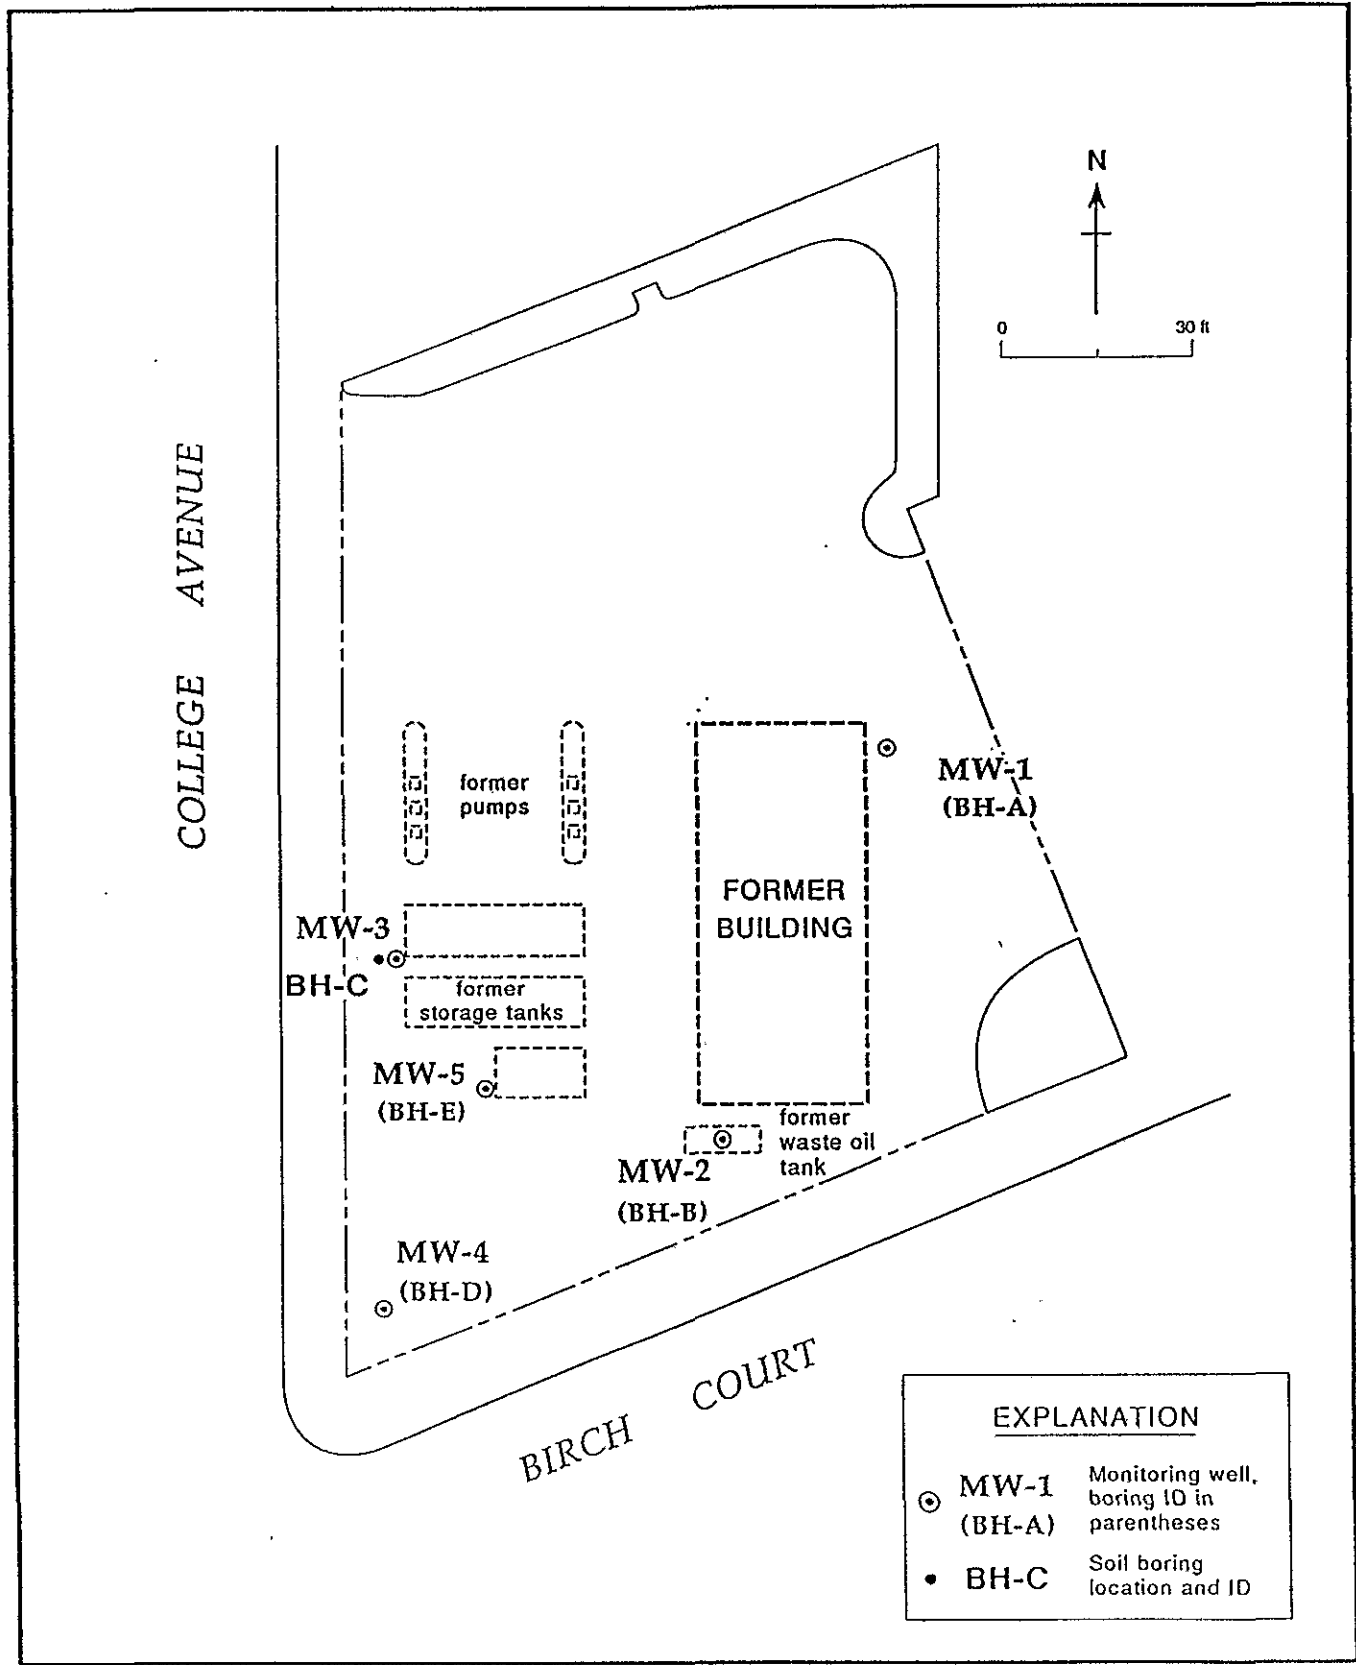 N
0 30 ft
COLLEGE AVENUE
former
pumps
MW-1
(BH-A)
FORMER
BUILDING
MW-3
BH-C
former
storage tanks
MW-5
(BH-E)
former
waste oil
tank
MW-2
(BH-B)
MW-4
(BH-D)
BIRCH COURT
EXPLANATION
MW-1
(BH-A)
Monitoring well,
boring ID in
parentheses
BH-C
Soil boring
location and ID